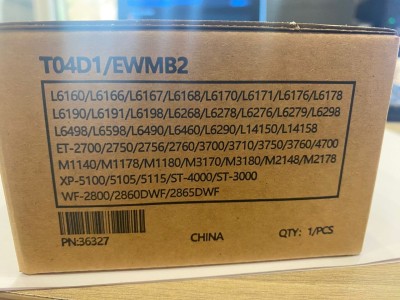 T04D1/EWMB2
L6160/L6166/L6167/L6168/L6170/L6171/L6176/L6178
L6190/L6191/L6198/L6268/L6278/L6276/L6279/L6298
L6498/L6598/L6490/L6460/L6290/L14150/L14158
ET-2700/2750/2756/2760/3700/3710/3750/3760/4700
M1140/M1178/M1180/M3170/M3180/M2148/M2178
XP-5100/5105/5115/ST-4000/ST-3000
WF-2800/2860DWF/2865DWF
PN:36327
CHINA
QTY: 1/PCS